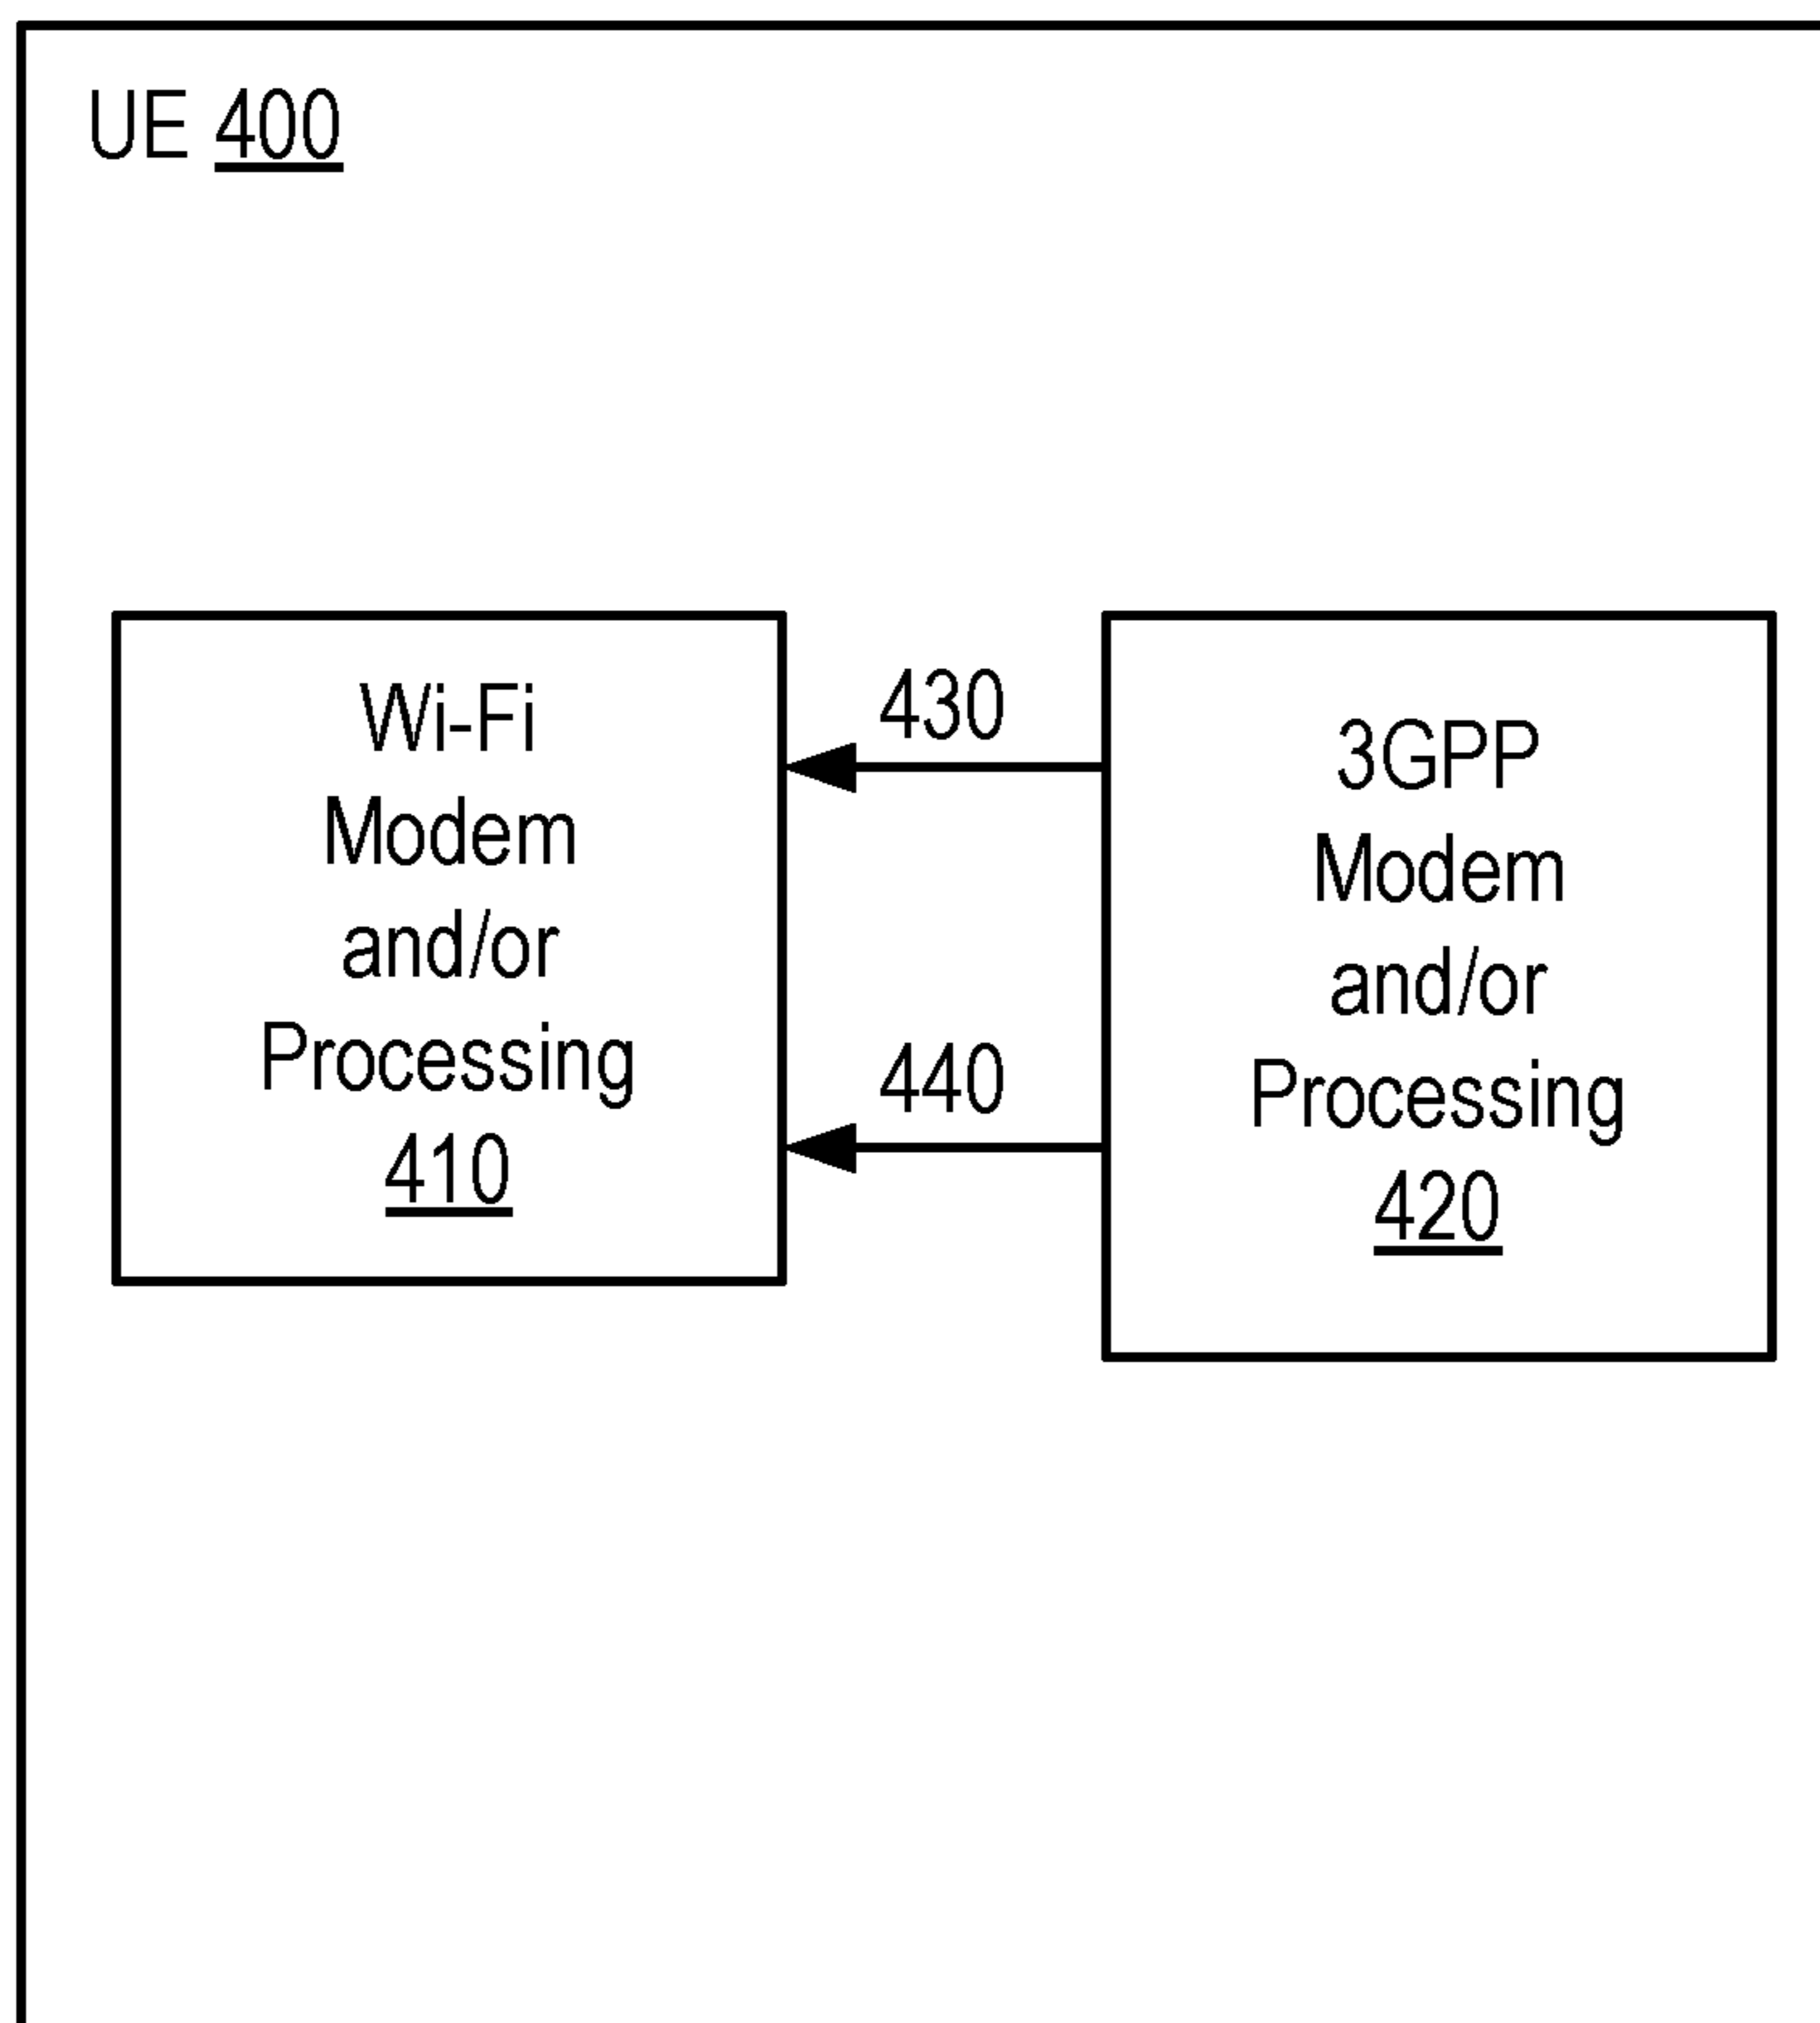 UE 400
Wi-Fi
Modem
and/or
Processing
410
430
440
3GPP
Modem
and/or
Processing
420